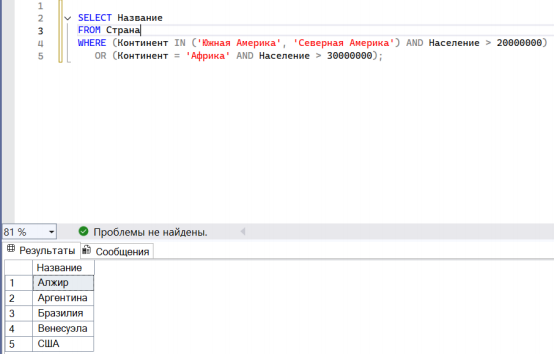 1
2 SELECT Название
3 FROM Страна
4 WHERE (Континент IN ('Южная Америка', 'Северная Америка') AND Население > 20000000)
5 OR (Континент = 'Африка' AND Население > 30000000);
81 % Проблемы не найдены.
Результаты Сообщения
Название
1 Алжир
2 Аргентина
3 Бразилия
4 Венесуэла
5 США